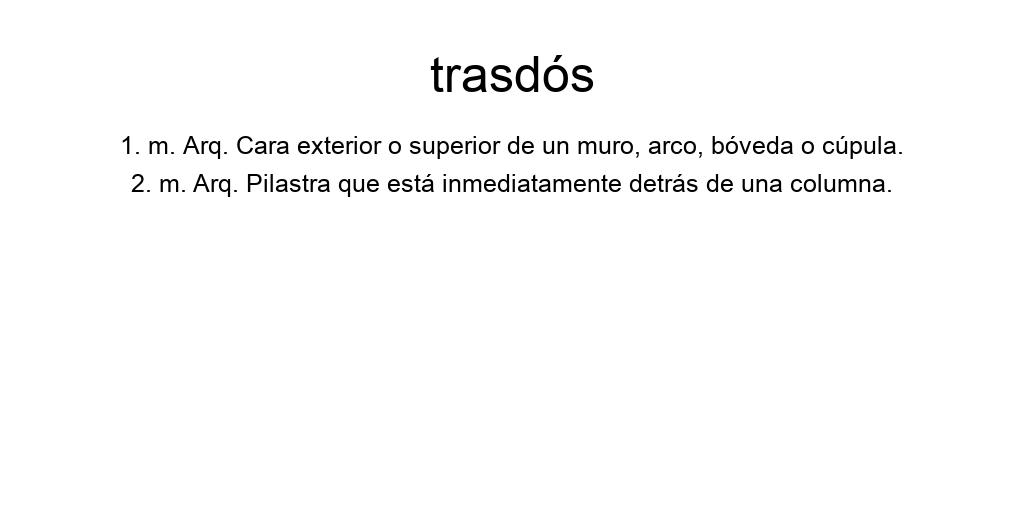 trasdós
1. m. Arq. Cara exterior o superior de un muro, arco, bóveda o cúpula.
2. m. Arq. Pilastra que está inmediatamente detrás de una columna.